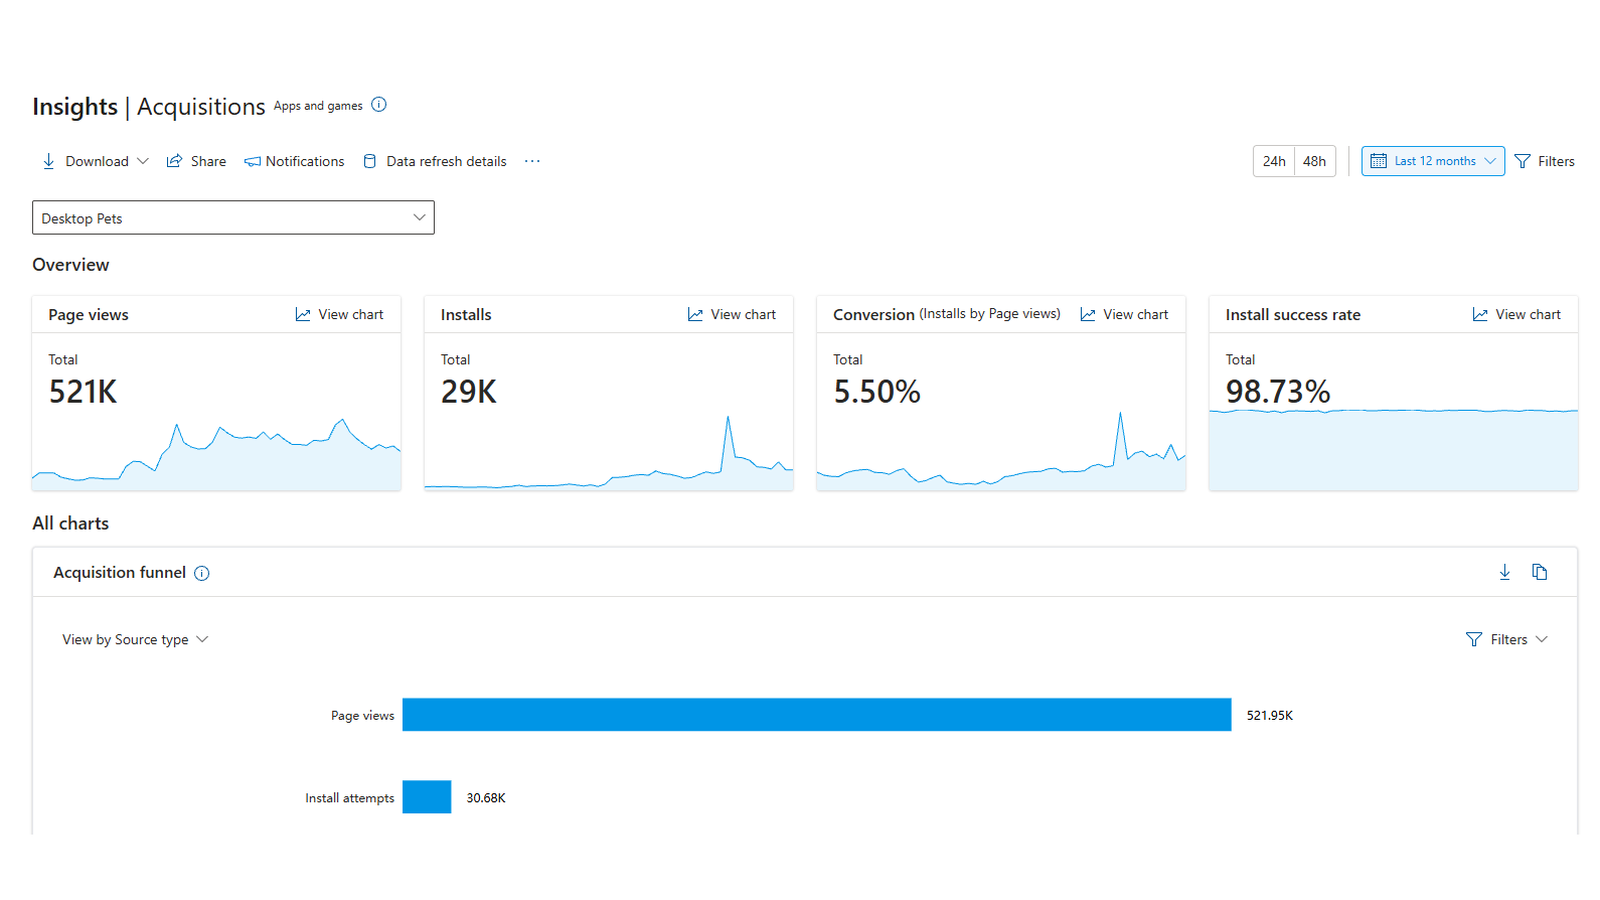 Insights | Acquisitions Apps and games
Download Share Notifications Data refresh details ... 24h 48h Last 12 months Filters
Desktop Pets
Overview
Page views View chart Installs View chart Conversion (Installs by Page views) View chart Install success rate View chart
Total Total Total Total
521K 29K 5.50% 98.73%
All charts
Acquisition funnel
View by Source type Filters
Page views 521.95K
Install attempts 30.68K